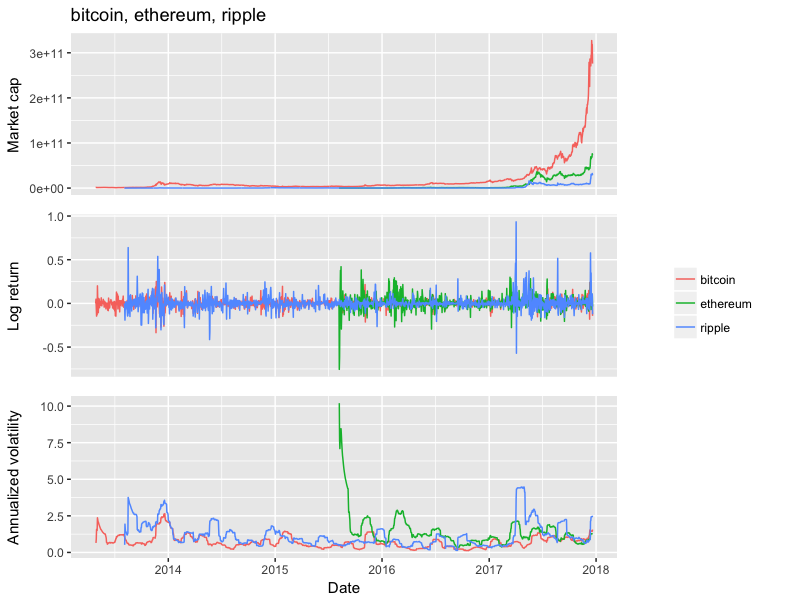 bitcoin, ethereum, ripple
Market cap
3e+11
2e+11
1e+11
0e+00
Log return
1.0
0.5
0.0
-0.5
bitcoin
ethereum
ripple
Annualized volatility
10.0
7.5
5.0
2.5
0.0
2014
2015
2016
2017
2018
Date